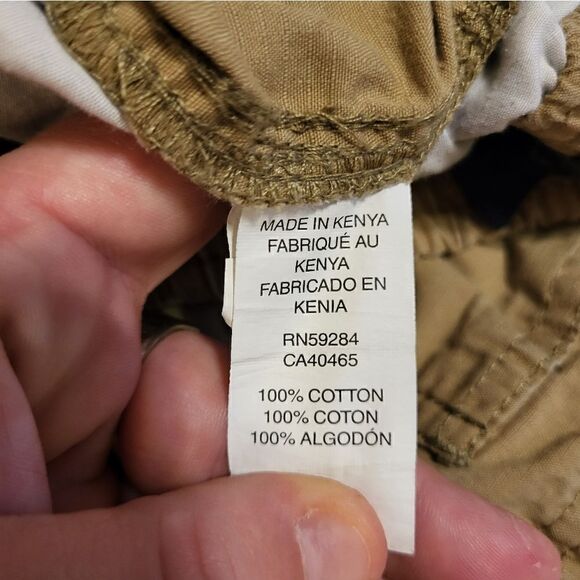 MADE IN KENYA
FABRIQUÉ AU
KENYA
FABRICADO EN
KENIA
RN59284
CA40465
100% COTTON
100% COTON
100% ALGODÓN